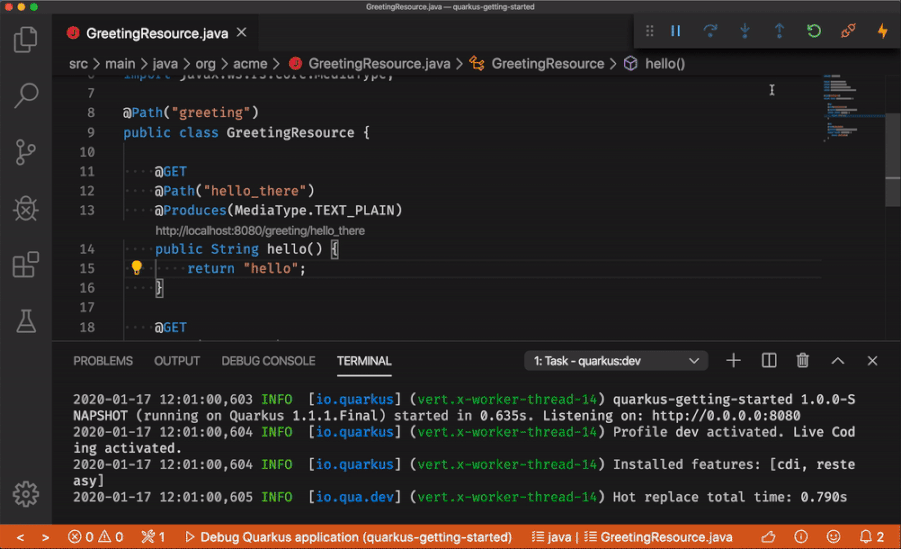 GreetingResource.java — quarkus-getting-started
GreetingResource.java
src > main > java > org > acme > GreetingResource.java > GreetingResource > hello()
6 import javax.ws.rs.core.MediaType;
7
8 @Path("greeting")
9 public class GreetingResource {
10
11 @GET
12 @Path("hello_there")
13 @Produces(MediaType.TEXT_PLAIN)
http://localhost:8080/greeting/hello_there
14 public String hello() {
15 return "hello";
16 }
17
18 @GET
PROBLEMS OUTPUT DEBUG CONSOLE TERMINAL 1: Task - quarkus:dev
2020-01-17 12:01:00,603 INFO [io.quarkus] (vert.x-worker-thread-14) quarkus-getting-started 1.0.0-S
NAPSHOT (running on Quarkus 1.1.1.Final) started in 0.635s. Listening on: http://0.0.0.0:8080
2020-01-17 12:01:00,604 INFO [io.quarkus] (vert.x-worker-thread-14) Profile dev activated. Live Cod
ing activated.
2020-01-17 12:01:00,604 INFO [io.quarkus] (vert.x-worker-thread-14) Installed features: [cdi, reste
asy]
2020-01-17 12:01:00,605 INFO [io.qua.dev] (vert.x-worker-thread-14) Hot replace total time: 0.790s
< > 0 0 1 Debug Quarkus application (quarkus-getting-started) java | GreetingResource.java 2